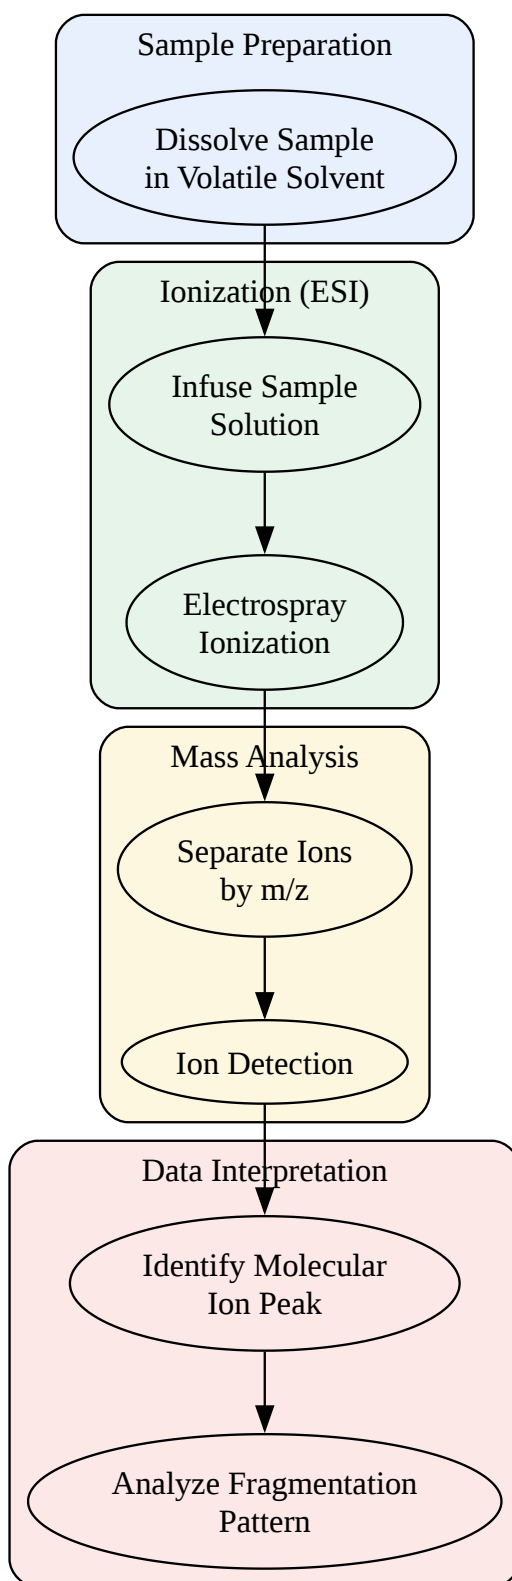 Sample Preparation
Dissolve Sample
in Volatile Solvent
Ionization (ESI)
Infuse Sample
Solution
Electrospray
Ionization
Mass Analysis
Separate Ions
by m/z
Ion Detection
Data Interpretation
Identify Molecular
Ion Peak
Analyze Fragmentation
Pattern